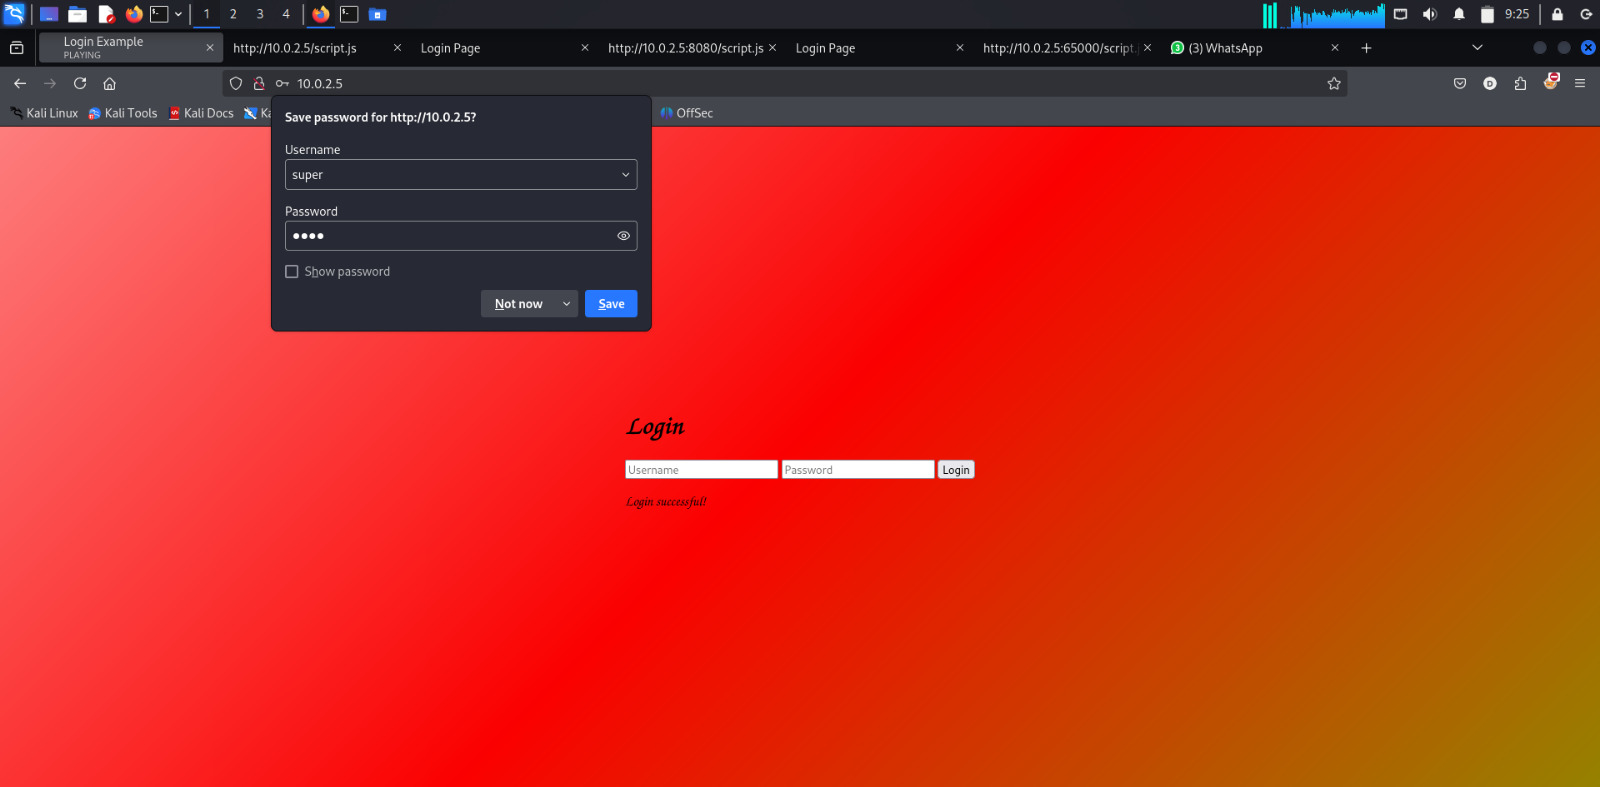 1 2 3 4
9:25
Login Example
PLAYING
http://10.0.2.5/script.js
Login Page
http://10.0.2.5:8080/script.js
Login Page
http://10.0.2.5:65000/script.
3
(3) WhatsApp
10.0.2.5
D
Kali Linux
Kali Tools
Kali Docs
Ka
OffSec
Save password for http://10.0.2.5?
Username
super
Password
••••
Show password
Not now
Save
Login
Username
Password
Login
Login successful!